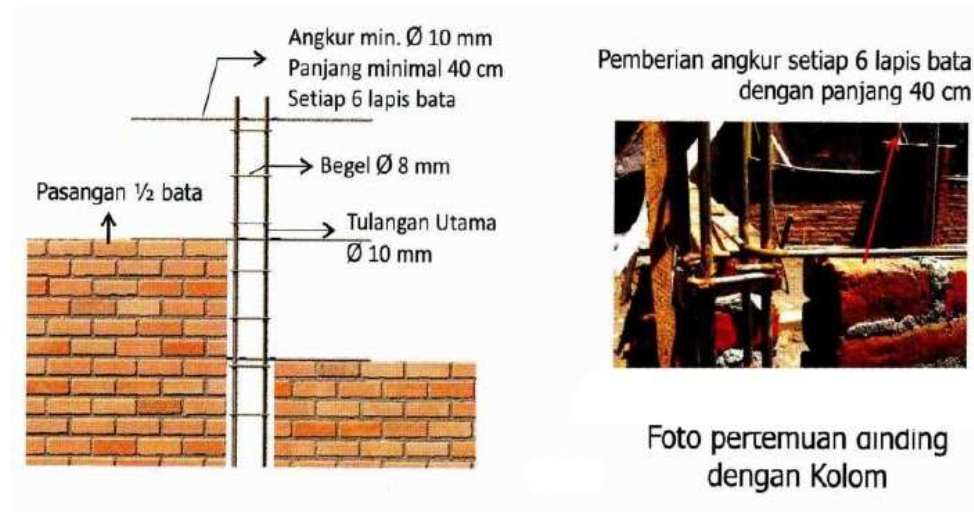 Angkur min. Ø 10 mm
Panjang minimal 40 cm
Setiap 6 lapis bata
Begel Ø 8 mm
Pasangan ½ bata
Tulangan Utama
Ø 10 mm
Pemberian angkur setiap 6 lapis bata
dengan panjang 40 cm
Foto pertemuan dinding
dengan Kolom